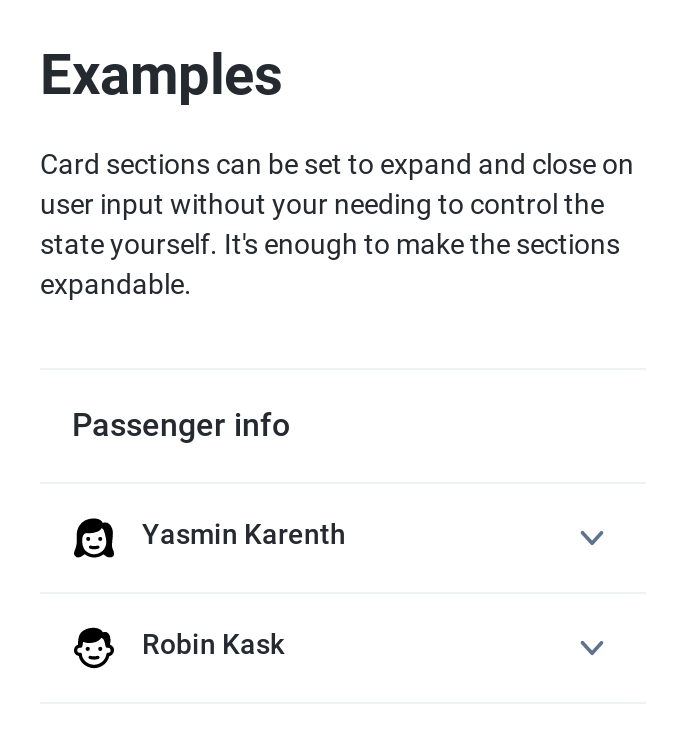 Examples
Card sections can be set to expand and close on
user input without your needing to control the
state yourself. It's enough to make the sections
expandable.
Passenger info
Yasmin Karenth
Robin Kask